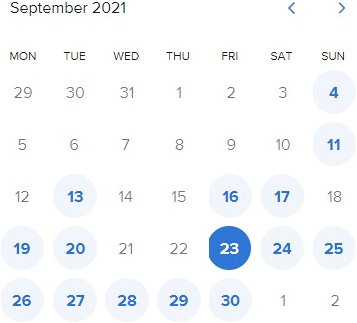 September 2021
MON TUE WED THU FRI SAT SUN
29 30 31 1 2 3 4
5 6 7 8 9 10 11
12 13 14 15 16 17 18
19 20 21 22 23 24 25
26 27 28 29 30 1 2